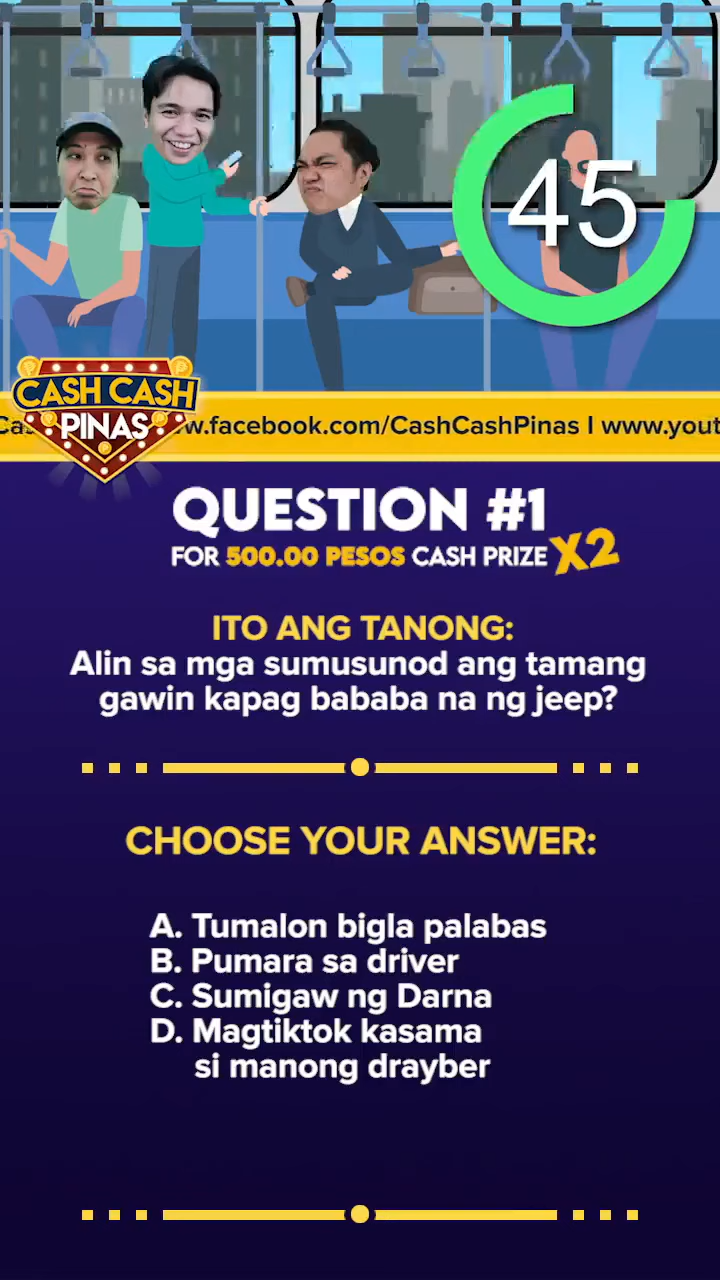 45
CASH CASH
PINAS
w.facebook.com/CashCashPinas I www.yout
QUESTION #1
FOR 500.00 PESOS CASH PRIZE X2
ITO ANG TANONG:
Alin sa mga sumusunod ang tamang
gawin kapag bababa na ng jeep?
CHOOSE YOUR ANSWER:
A. Tumalon bigla palabas
B. Pumara sa driver
C. Sumigaw ng Darna
D. Magtiktok kasama
si manong drayber